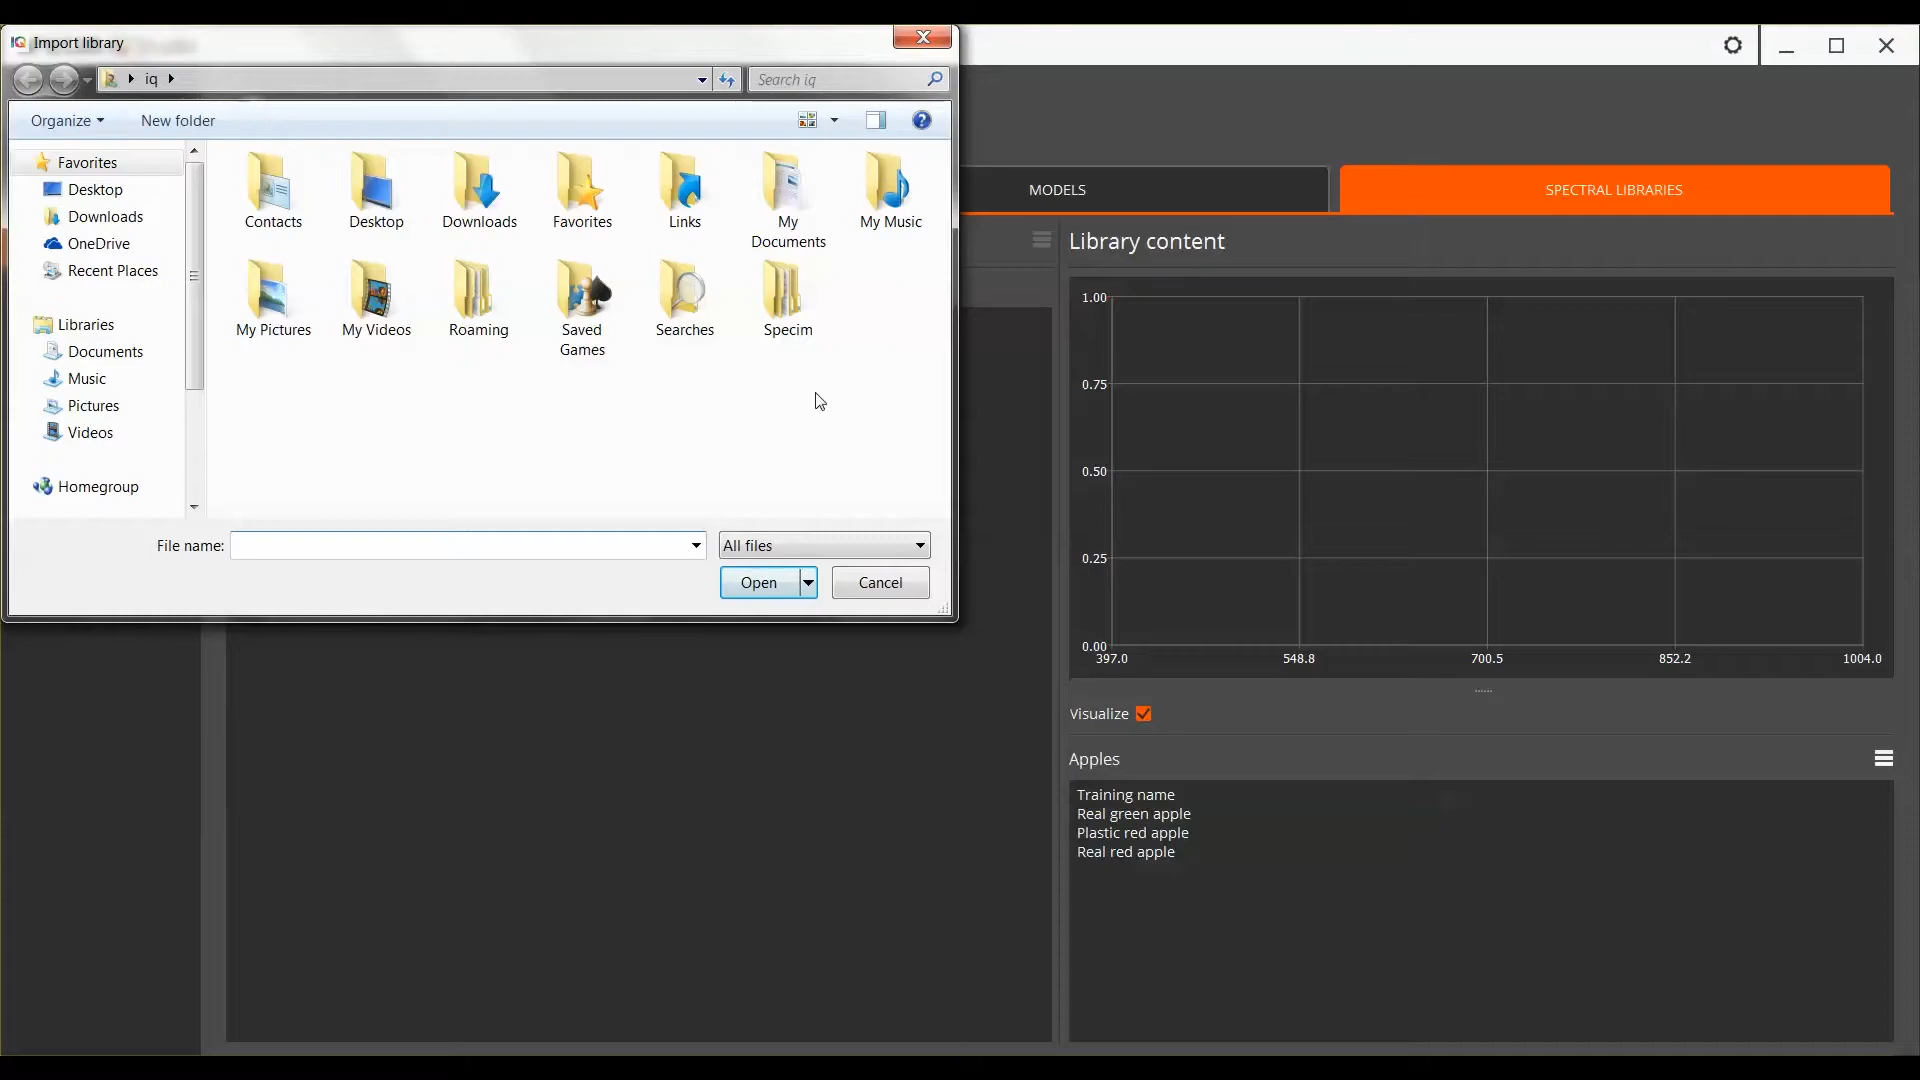 IQ Import library
iq
Search iq
Organize
New folder
Favorites
Desktop
Downloads
OneDrive
Recent Places
Libraries
Documents
Music
Pictures
Videos
Homegroup
Contacts
Desktop
Downloads
Favorites
Links
My
Documents
My Music
My Pictures
My Videos
Roaming
Saved
Games
Searches
Specim
File name:
All files
Open
Cancel
MODELS
SPECTRAL LIBRARIES
Library content
1.00
0.75
0.50
0.25
0.00
397.0 548.8 700.5 852.2 1004.0
Visualize
Apples
Training name
Real green apple
Plastic red apple
Real red apple